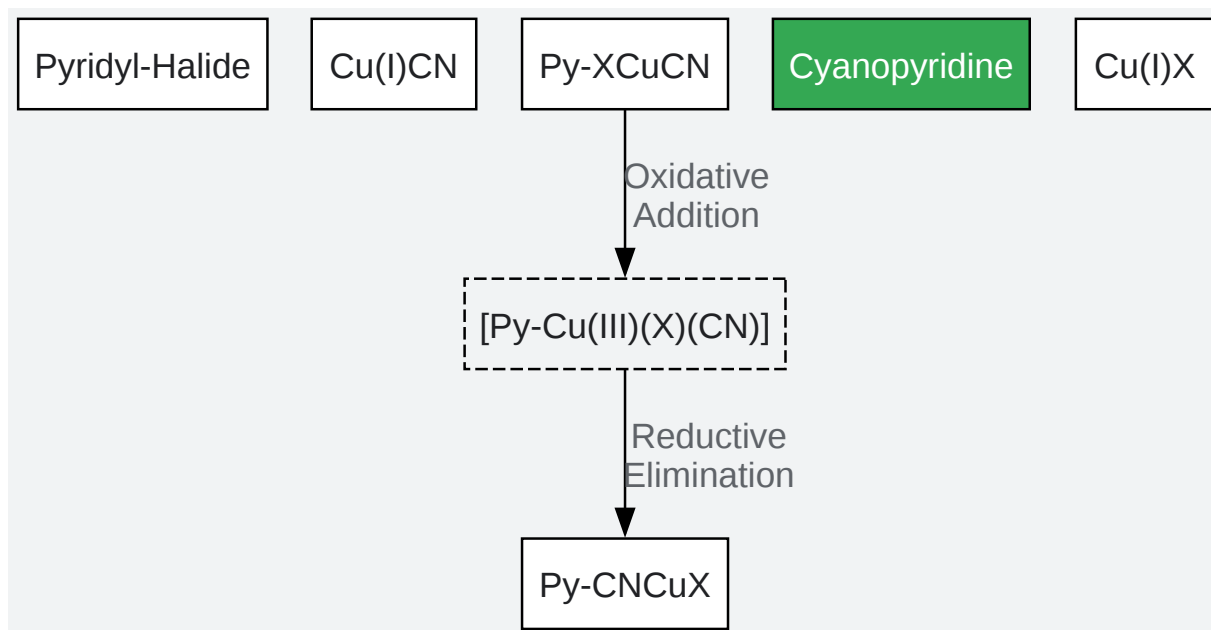 Pyridyl-Halide
Cu(I)CN
Py-XCuCN
Cyanopyridine
Cu(I)X
Oxidative
Addition
[Py-Cu(III)(X)(CN)]
Reductive
Elimination
Py-CNCuX